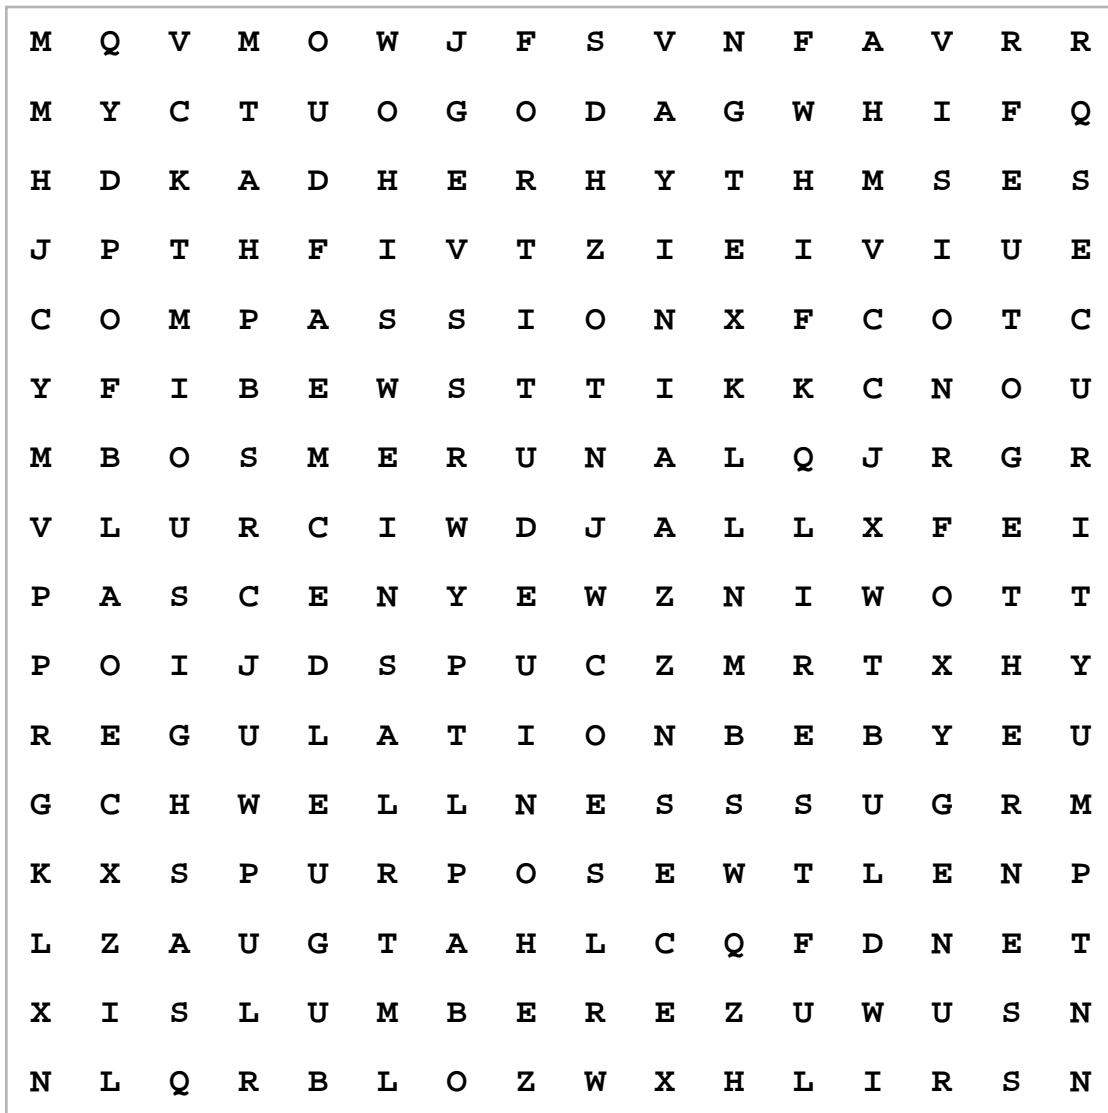 M Q V M O W J F S V N F A V R R
M Y C T U O G O D A G W H I F Q
H D K A D H E R H Y T H M S E S
J P T H F I V T Z I E I V I U E
C O M P A S S I O N X F C O T C
Y F I B E W S T T I K K C N O U
M B O S M E R U N A L Q J R G R
V L U R C I W D J A L L X F E I
P A S C E N Y E W Z N I W O T T
P O I J D S P U C Z M R T X H Y
R E G U L A T I O N B E B Y E U
G C H W E L L N E S S S U G R M
K X S P U R P O S E W T L E N P
L Z A U G T A H L C Q F D N E T
X I S L U M B E R E Z U W U S N
N L Q R B L O Z W X H L I R S N